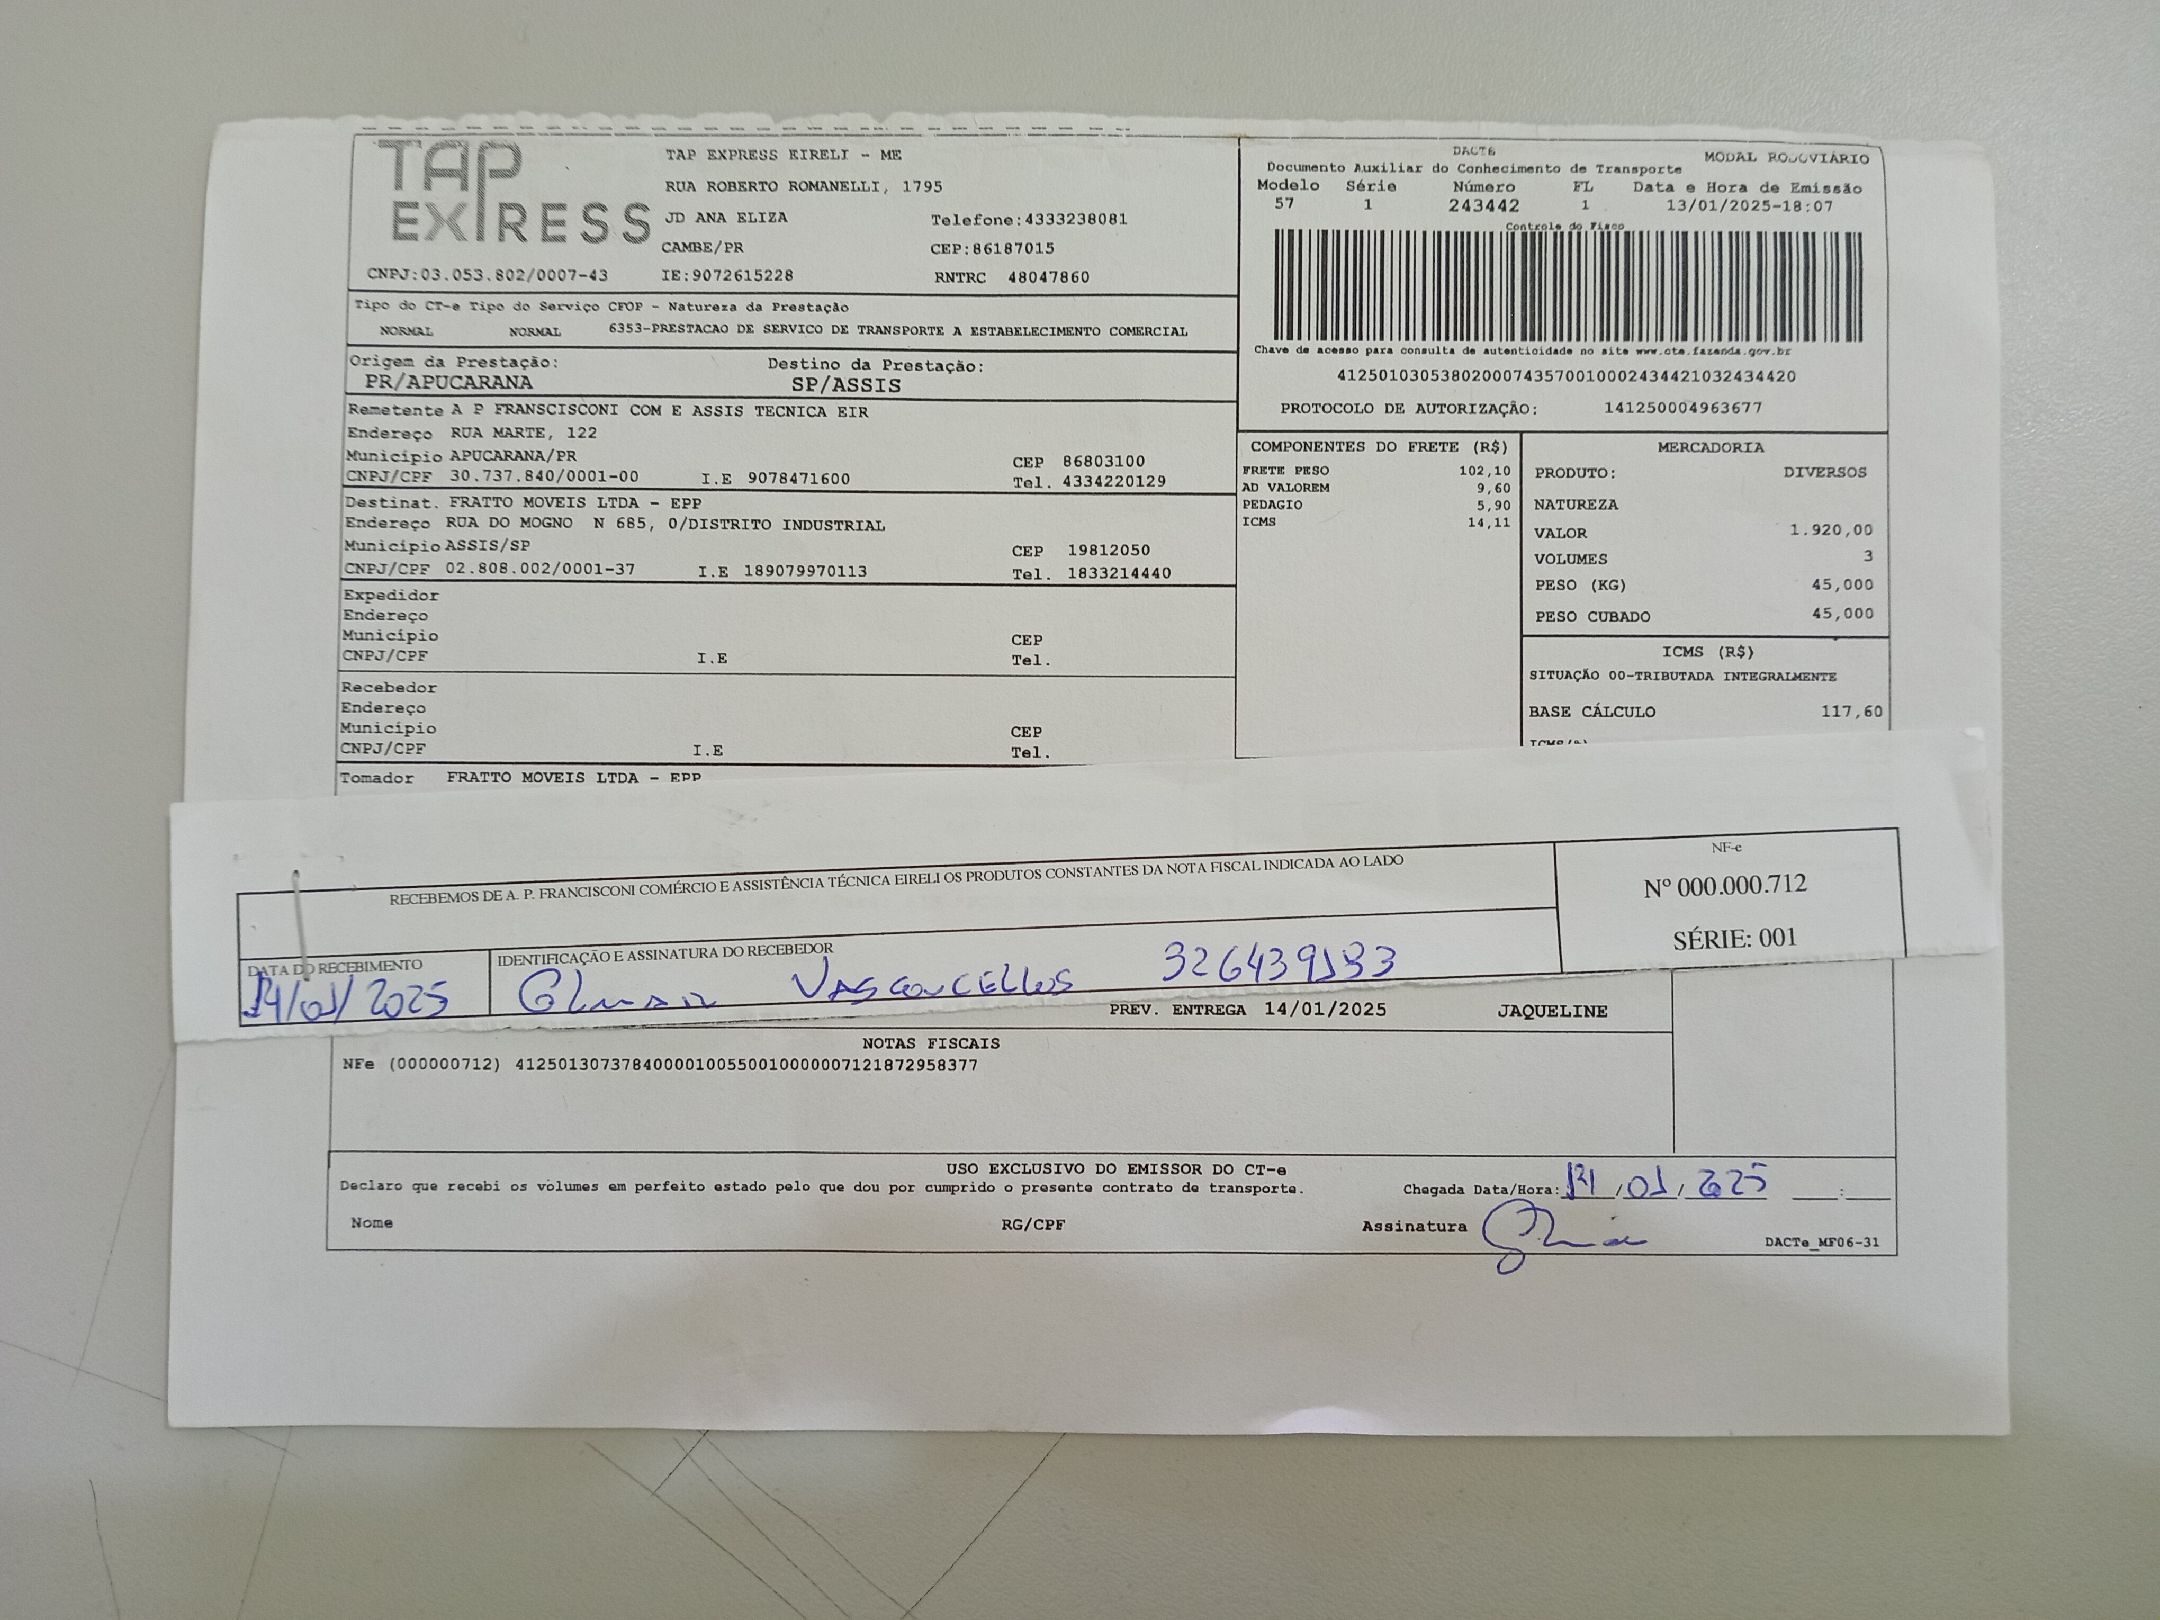 TAP EXPRESS
TAP EXPRESS EIRELI - ME
RUA ROBERTO ROMANELLI, 1795
JD ANA ELIZA Telefone:4333238081
CAMBE/PR CEP:86187015
CNPJ:03.053.802/0007-43 IE:9072615228 RNTRC 48047860
DACTE MODAL RODOVIÁRIO
Documento Auxiliar do Conhecimento de Transporte
Modelo Série Número FL Data e Hora de Emissão
57 1 243442 1 13/01/2025-18:07
Controle do Fisco
Chave de acesso para consulta de autenticidade no site www.cte.fazenda.gov.br
41250103053802000743570010002434421032434420
PROTOCOLO DE AUTORIZAÇÃO: 141250004963677
Tipo do CT-e Tipo do Serviço CFOP - Natureza da Prestação
NORMAL NORMAL 6353-PRESTACAO DE SERVICO DE TRANSPORTE A ESTABELECIMENTO COMERCIAL
Origem da Prestação: Destino da Prestação:
PR/APUCARANA SP/ASSIS
Remetente A P FRANSCISCONI COM E ASSIS TECNICA EIR
Endereço RUA MARTE, 122
Município APUCARANA/PR CEP 86803100
CNPJ/CPF 30.737.840/0001-00 I.E 9078471600 Tel. 4334220129
Destinat. FRATTO MOVEIS LTDA - EPP
Endereço RUA DO MOGNO N 685, 0/DISTRITO INDUSTRIAL
Município ASSIS/SP CEP 19812050
CNPJ/CPF 02.808.002/0001-37 I.E 189079970113 Tel. 1833214440
Expedidor
Endereço
Município CEP
CNPJ/CPF I.E Tel.
Recebedor
Endereço
Município CEP
CNPJ/CPF I.E Tel.
Tomador FRATTO MOVEIS LTDA - EPP
COMPONENTES DO FRETE (R$)
FRETE PESO 102,10
AD VALOREM 9,60
PEDAGIO 5,90
ICMS 14,11
MERCADORIA
PRODUTO: DIVERSOS
NATUREZA
VALOR 1.920,00
VOLUMES 3
PESO (KG) 45,000
PESO CUBADO 45,000
ICMS (R$)
SITUAÇÃO 00-TRIBUTADA INTEGRALMENTE
BASE CÁLCULO 117,60
RECEBEMOS DE A. P. FRANCISCONI COMÉRCIO E ASSISTÊNCIA TÉCNICA EIRELI OS PRODUTOS CONSTANTES DA NOTA FISCAL INDICADA AO LADO
NF-e
Nº 000.000.712
SÉRIE: 001
DATA DO RECEBIMENTO IDENTIFICAÇÃO E ASSINATURA DO RECEBEDOR
14/01/2025 Vasconcellos 326439133
PREV. ENTREGA 14/01/2025 JAQUELINE
NOTAS FISCAIS
NFe (000000712) 41250130737840000100550010000007121872958377
USO EXCLUSIVO DO EMISSOR DO CT-e
Declaro que recebi os volumes em perfeito estado pelo que dou por cumprido o presente contrato de transporte. Chegada Data/Hora: 14/01/2025 __:__
Nome RG/CPF Assinatura
DACTe_MF06-31